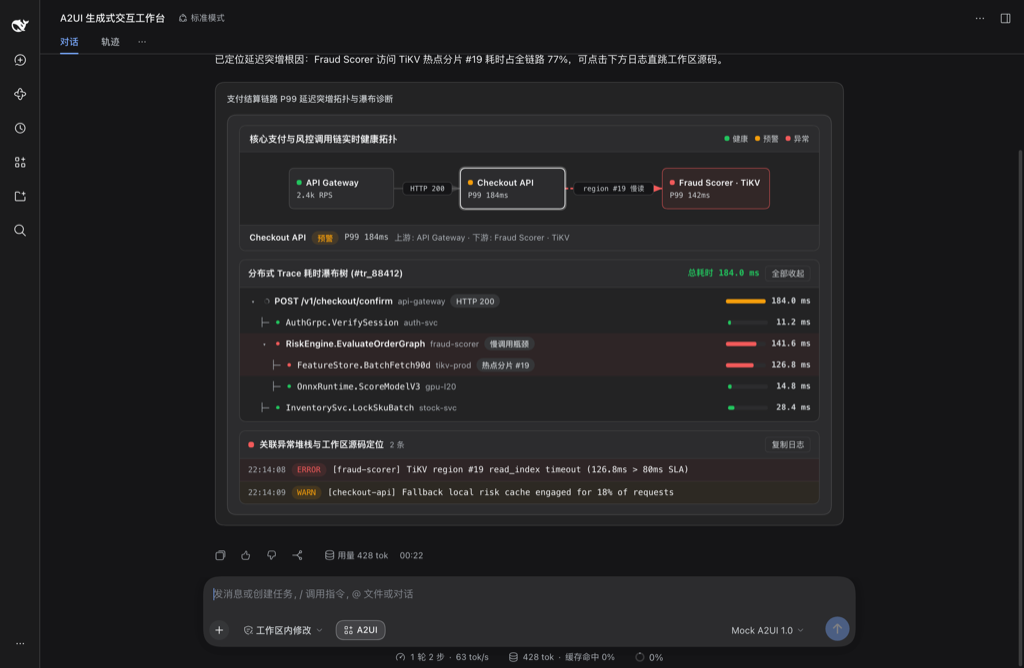 A2UI 生成式交互工作台 标准模式
对话 轨迹 ···
已定位延迟突增根因：Fraud Scorer 访问 TiKV 热点分片 #19 耗时占全链路 77%，可点击下方日志直跳工作区源码。
支付结算链路 P99 延迟突增拓扑与瀑布诊断
核心支付与风控调用链实时健康拓扑 健康 预警 异常
API Gateway
2.4k RPS
HTTP 200
Checkout API
P99 184ms
region #19 慢读
Fraud Scorer · TiKV
P99 142ms
Checkout API 预警 P99 184ms 上游: API Gateway · 下游: Fraud Scorer · TiKV
分布式 Trace 耗时瀑布树 (#tr_88412) 总耗时 184.0 ms 全部收起
POST /v1/checkout/confirm api-gateway HTTP 200 184.0 ms
AuthGrpc.VerifySession auth-svc 11.2 ms
RiskEngine.EvaluateOrderGraph fraud-scorer 慢调用瓶颈 141.6 ms
FeatureStore.BatchFetch90d tikv-prod 热点分片 #19 126.8 ms
OnnxRuntime.ScoreModelV3 gpu-l20 14.8 ms
InventorySvc.LockSkuBatch stock-svc 28.4 ms
关联异常堆栈与工作区源码定位 2 条 复制日志
22:14:08 ERROR [fraud-scorer] TiKV region #19 read_index timeout (126.8ms > 80ms SLA)
22:14:09 WARN [checkout-api] Fallback local risk cache engaged for 18% of requests
用量 428 tok 00:22
发消息或创建任务, / 调用指令, @ 文件或对话
工作区内修改 A2UI Mock A2UI 1.0
1 轮 2 步 · 63 tok/s 428 tok · 缓存命中 0% 0%